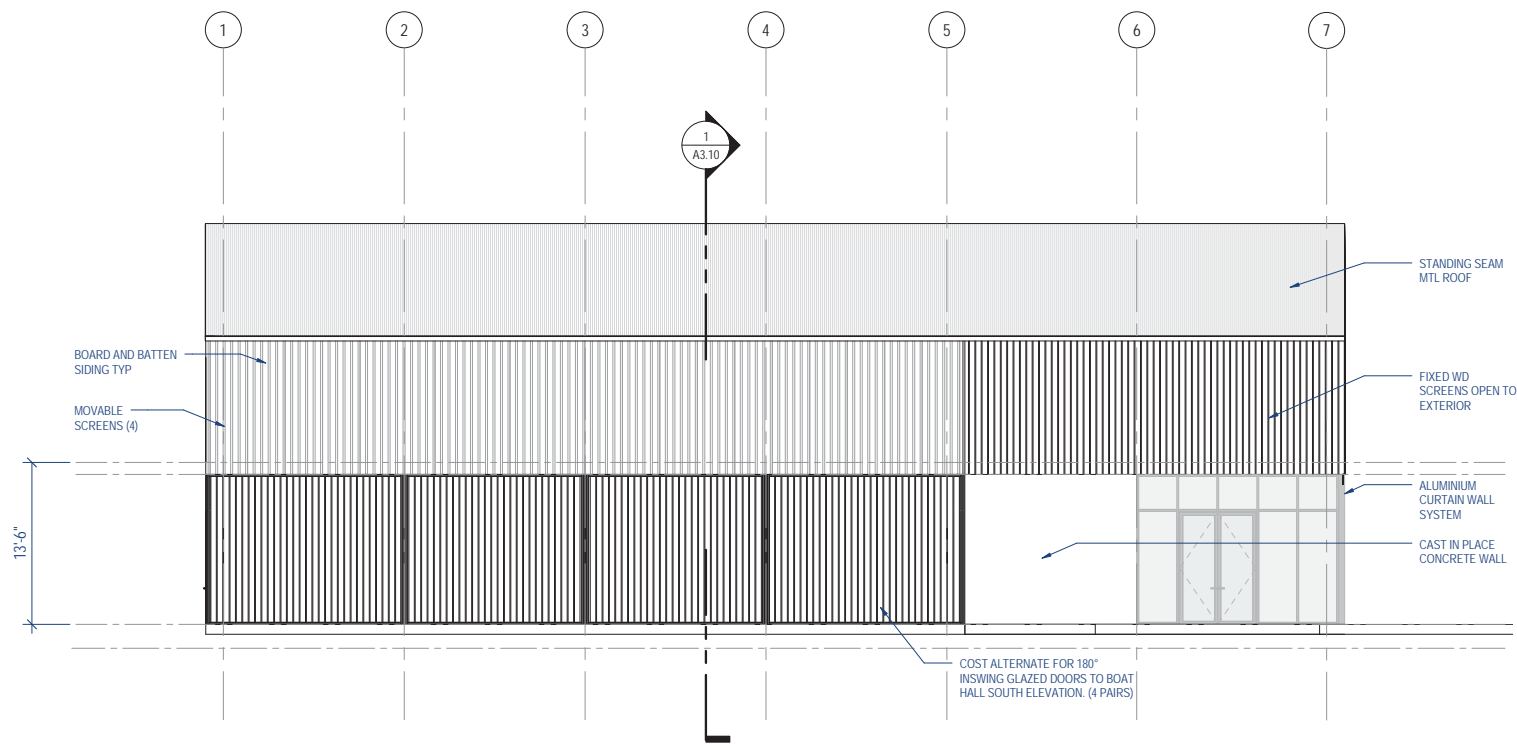 1
2
3
4
5
6
7
1
A3.10
STANDING SEAM
MTL ROOF
BOARD AND BATTEN
SIDING TYP
FIXED WD
SCREENS OPEN TO
EXTERIOR
MOVABLE
SCREENS (4)
ALUMINIUM
CURTAIN WALL
SYSTEM
13'-6"
CAST IN PLACE
CONCRETE WALL
COST ALTERNATE FOR 180°
INSWING GLAZED DOORS TO BOAT
HALL SOUTH ELEVATION. (4 PAIRS)